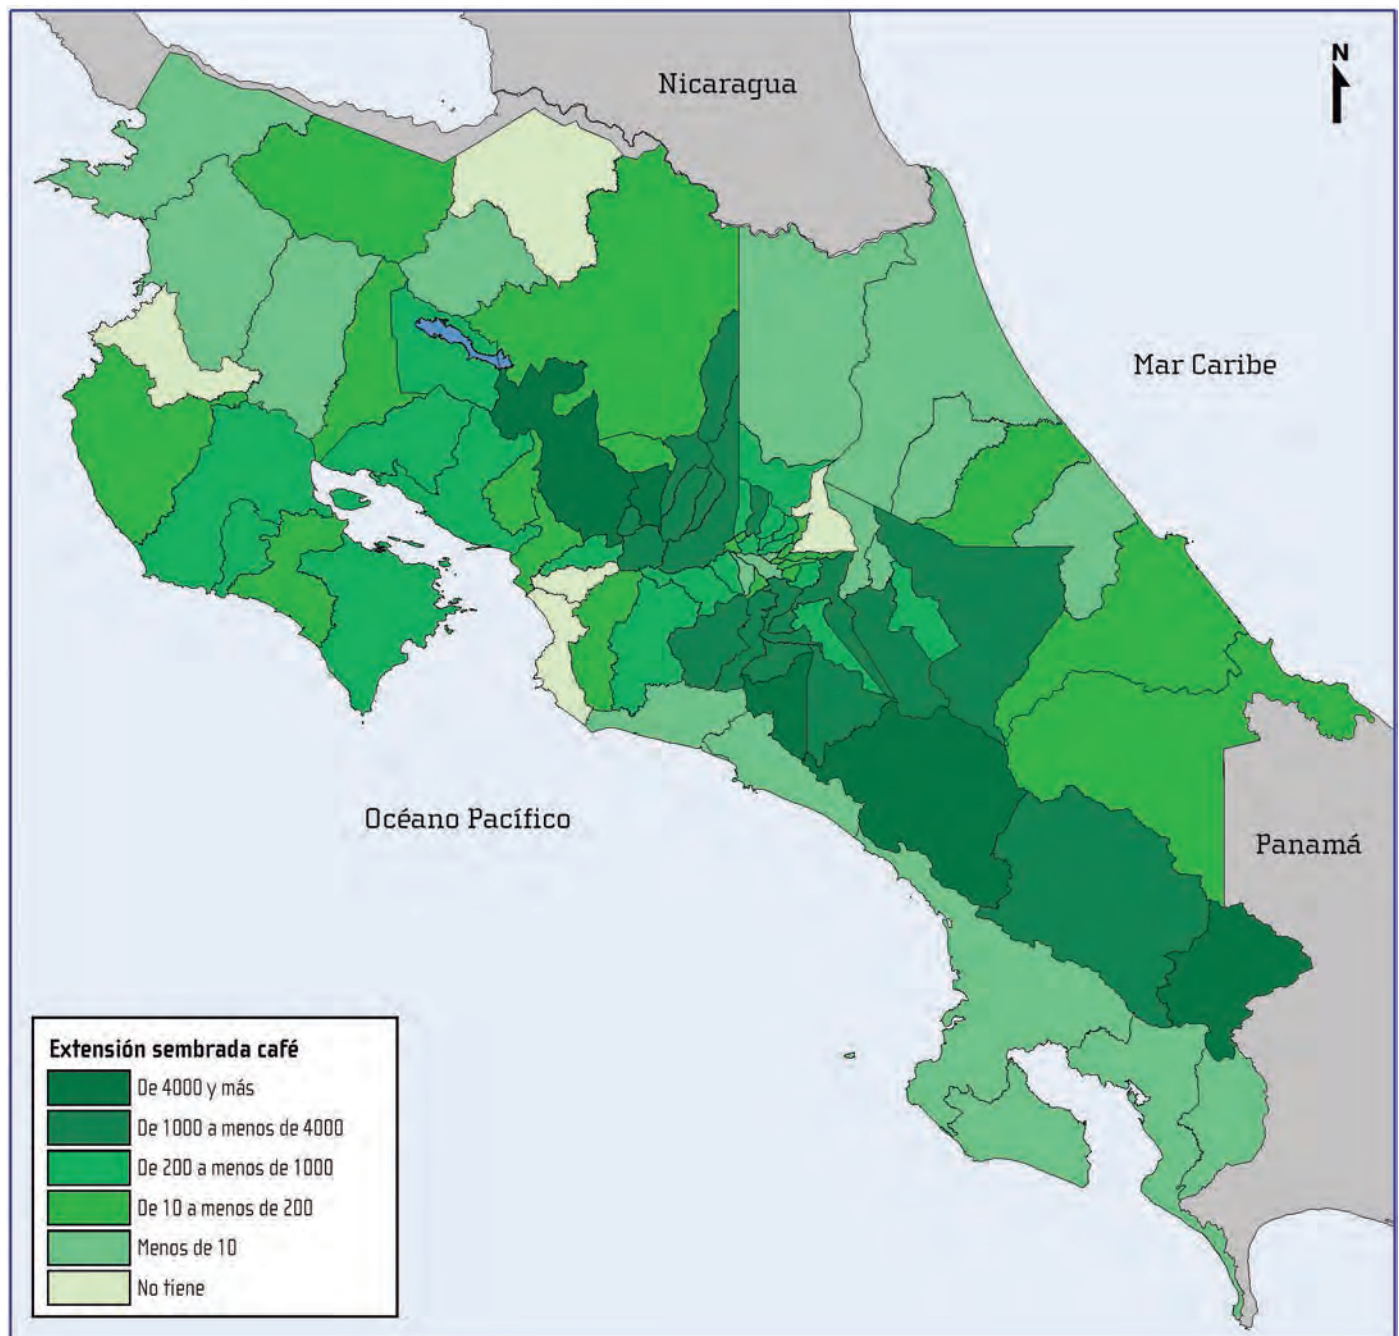 N
Nicaragua
Mar Caribe
Océano Pacífico
Panamá
Extensión sembrada café
De 4000 y más
De 1000 a menos de 4000
De 200 a menos de 1000
De 10 a menos de 200
Menos de 10
No tiene